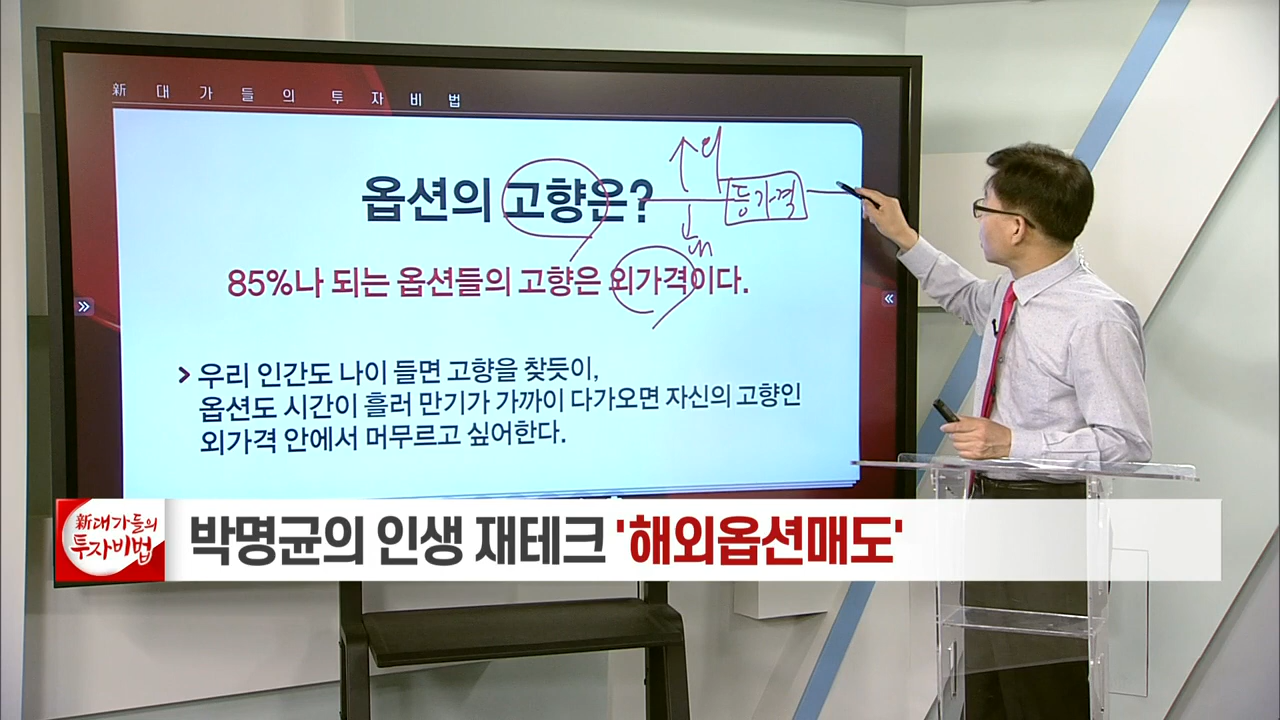 新 대 가 들 의 투 자 비 법
옵션의 고향은?
외
등가격
85%나 되는 옵션들의 고향은 외가격이다.
우리 인간도 나이 들면 고향을 찾듯이,
옵션도 시간이 흘러 만기가 가까이 다가오면 자신의 고향인
외가격 안에서 머무르고 싶어한다.
新대가들의
투자비법
박명균의 인생 재테크 '해외옵션매도'